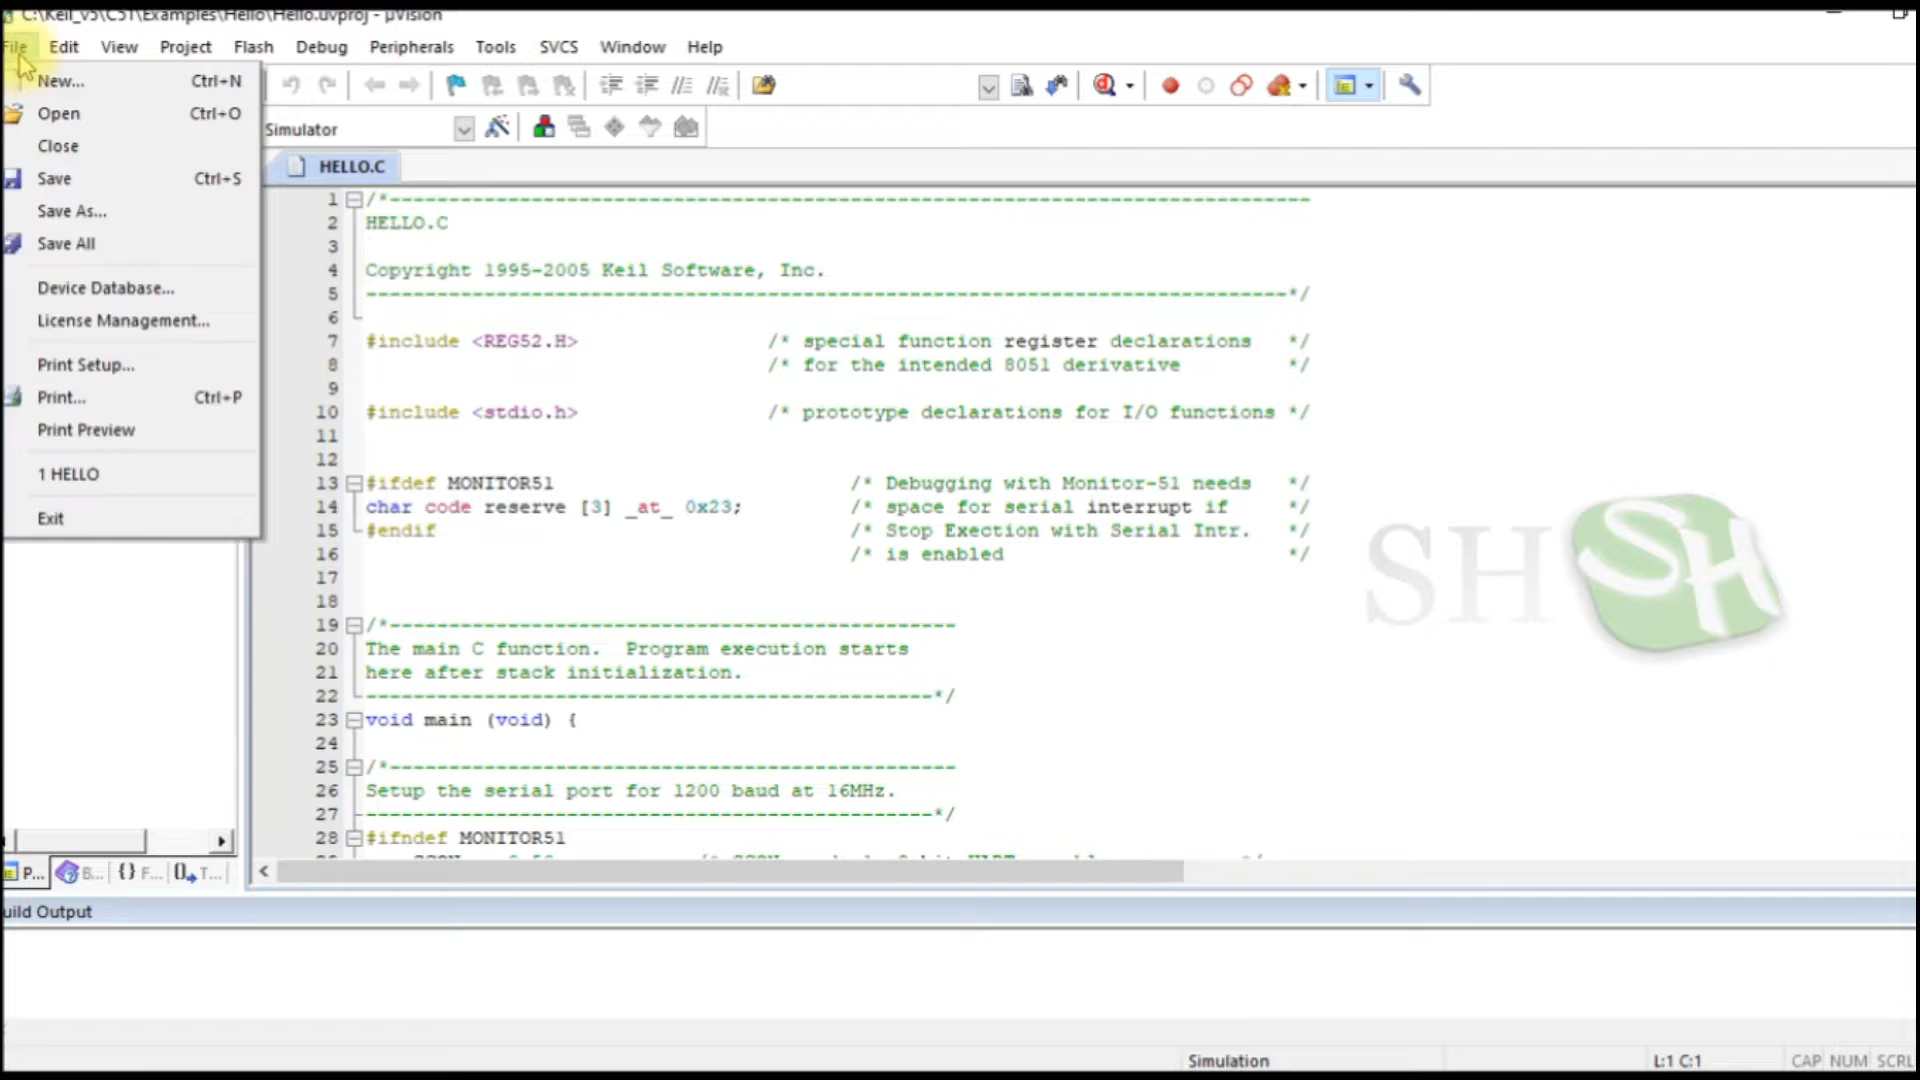 C:\Keil_v5\C51\Examples\Hello\Hello.uvproj - µVision
File Edit View Project Flash Debug Peripherals Tools SVCS Window Help
New... Ctrl+N
Open Ctrl+O
Close
Save Ctrl+S
Save As...
Save All
Device Database...
License Management...
Print Setup...
Print... Ctrl+P
Print Preview
1 HELLO
Exit
Simulator
HELLO.C
1 /*------------------------------------------------------------------------------
2 HELLO.C
3
4 Copyright 1995-2005 Keil Software, Inc.
5 ------------------------------------------------------------------------------*/
6
7 #include <REG52.H> /* special function register declarations */
8 /* for the intended 8051 derivative */
9
10 #include <stdio.h> /* prototype declarations for I/O functions */
11
12
13 #ifdef MONITOR51 /* Debugging with Monitor-51 needs */
14 char code reserve [3] _at_ 0x23; /* space for serial interrupt if */
15 #endif /* Stop Exection with Serial Intr. */
16 /* is enabled */
17
18
19 /*------------------------------------------------
20 The main C function.  Program execution starts
21 here after stack initialization.
22 ------------------------------------------------*/
23 void main (void) {
24
25 /*------------------------------------------------
26 Setup the serial port for 1200 baud at 16MHz.
27 ------------------------------------------------*/
28 #ifndef MONITOR51
SH SH
P... B... {} F... T...
uild Output
Simulation L:1 C:1 CAP NUM SCRL